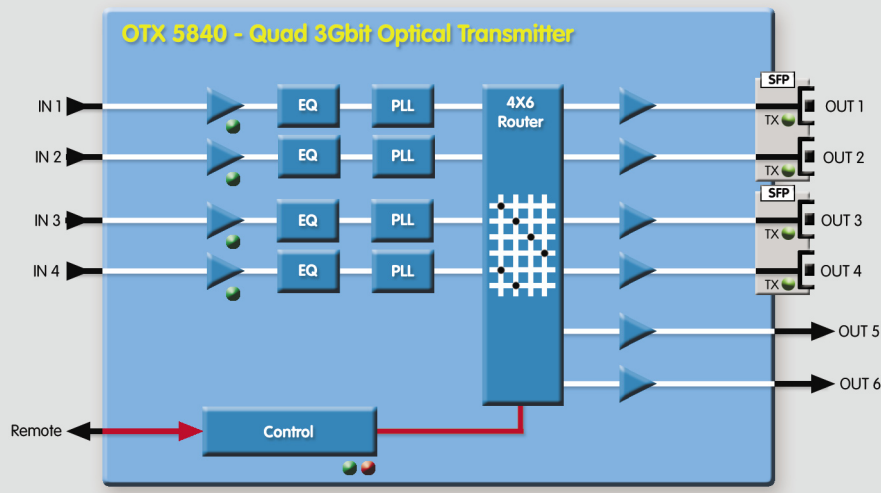 OTX 5840 - Quad 3Gbit Optical Transmitter
SFP
IN 1 EQ PLL 4X6 Router TX OUT 1
IN 2 EQ PLL TX OUT 2
SFP
IN 3 EQ PLL TX OUT 3
IN 4 EQ PLL TX OUT 4
OUT 5
OUT 6
Remote Control